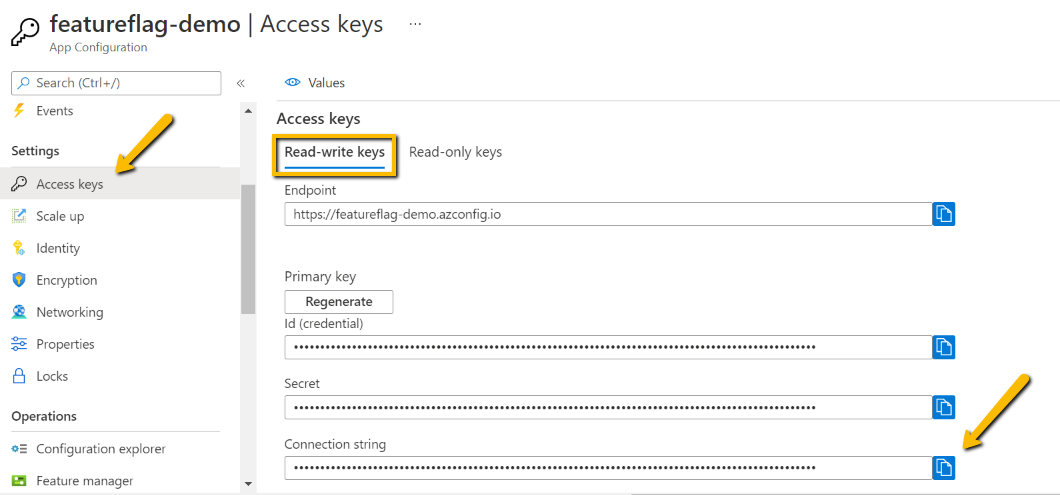 featureflag-demo | Access keys ...
App Configuration
Search (Ctrl+/)
«
Events
Settings
Access keys
Scale up
Identity
Encryption
Networking
Properties
Locks
Operations
Configuration explorer
Feature manager
Values
Access keys
Read-write keys Read-only keys
Endpoint
https://featureflag-demo.azconfig.io
Primary key
Regenerate
Id (credential)
Secret
Connection string